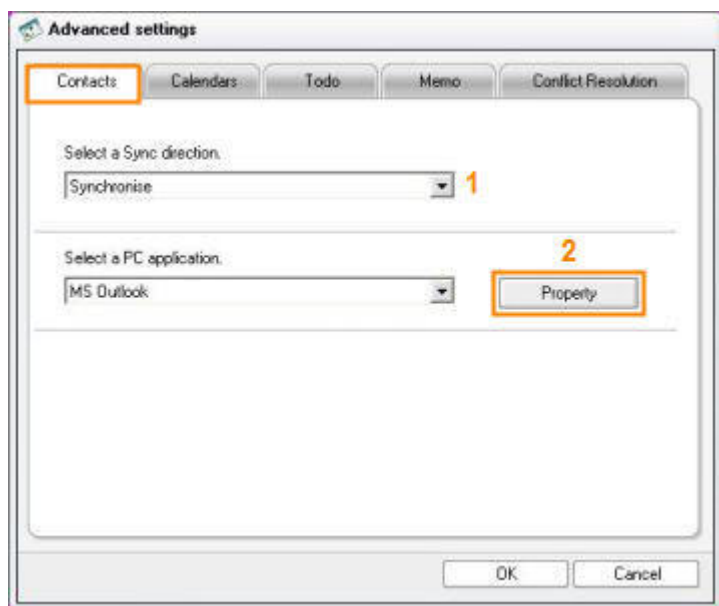 Advanced settings
Contacts Calendars Todo Memo Conflict Resolution
Select a Sync direction.
Synchronise 1
Select a PC application. 2
MS Outlook Property
OK Cancel